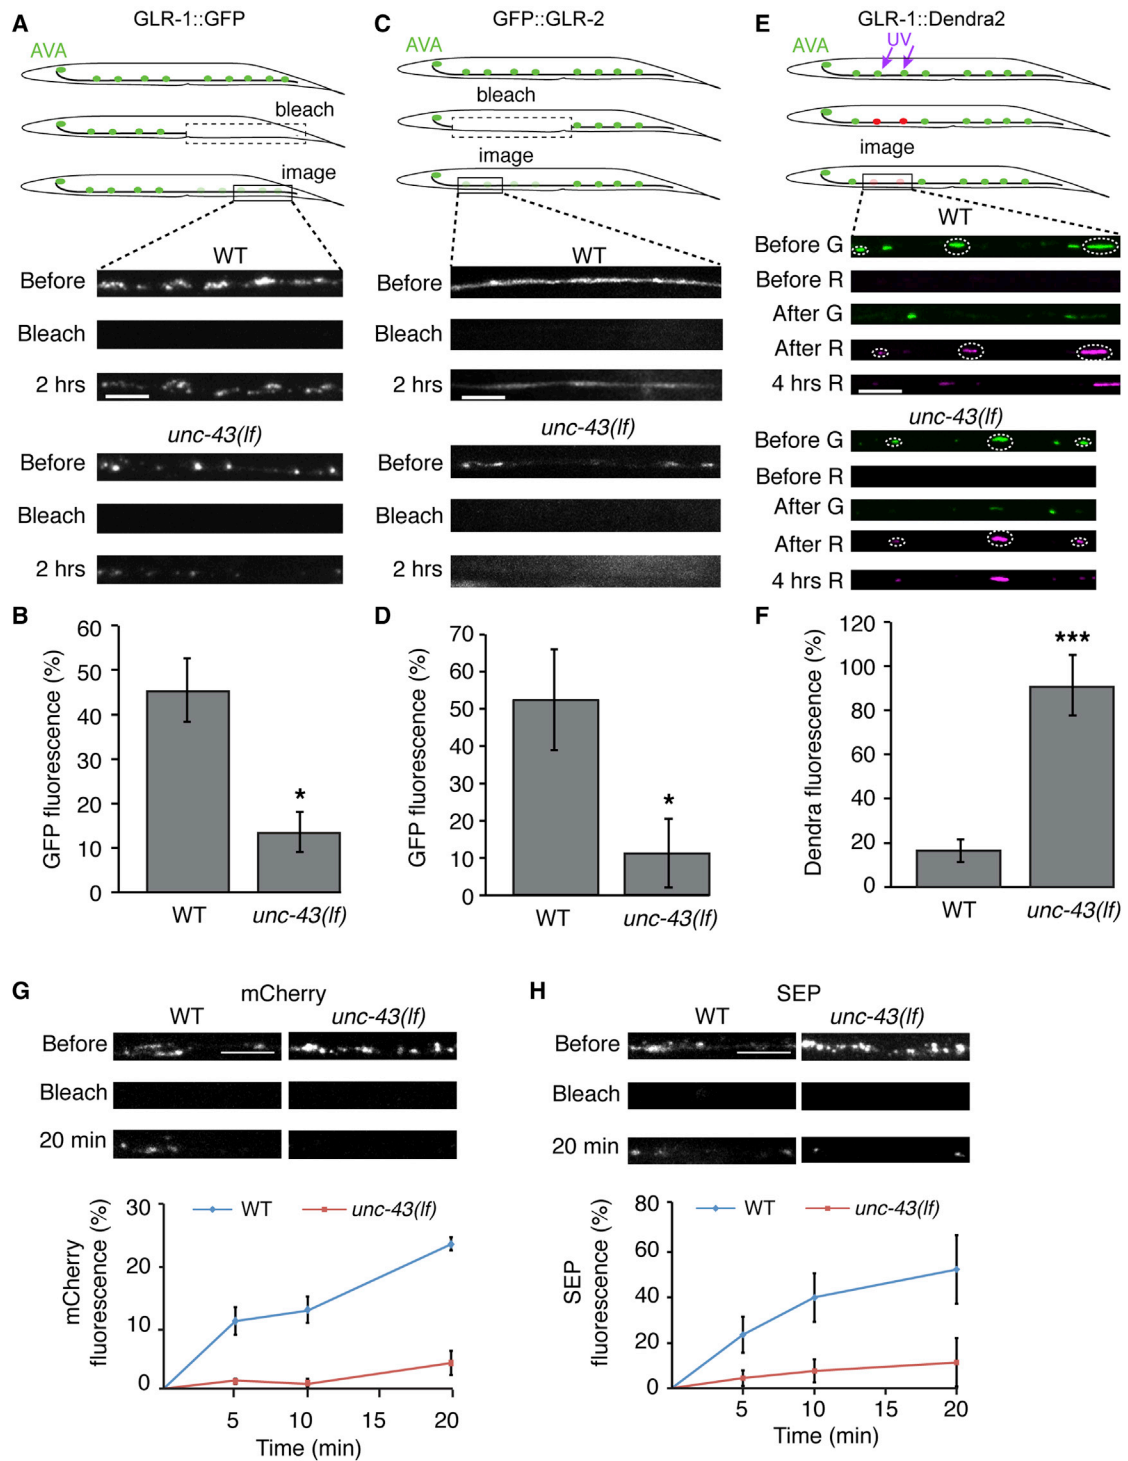 A GLR-1::GFP
AVA
bleach
image
WT
Before
Bleach
2 hrs
unc-43(lf)
Before
Bleach
2 hrs
C GFP::GLR-2
AVA
bleach
image
WT
Before
Bleach
2 hrs
unc-43(lf)
Before
Bleach
2 hrs
E GLR-1::Dendra2
AVA
UV
image
WT
Before G
Before R
After G
After R
4 hrs R
unc-43(lf)
Before G
Before R
After G
After R
4 hrs R
B
GFP fluorescence (%)
60
50
40
30
20
10
0
*
WT unc-43(lf)
D
GFP fluorescence (%)
70
60
50
40
30
20
10
0
*
WT unc-43(lf)
F
Dendra fluorescence (%)
120
100
80
60
40
20
0
***
WT unc-43(lf)
G mCherry
WT unc-43(lf)
Before
Bleach
20 min
mCherry
fluorescence (%)
30
20
10
0
WT unc-43(lf)
5 10 15 20
Time (min)
H SEP
WT unc-43(lf)
Before
Bleach
20 min
SEP
fluorescence (%)
80
60
40
20
0
WT unc-43(lf)
5 10 15 20
Time (min)